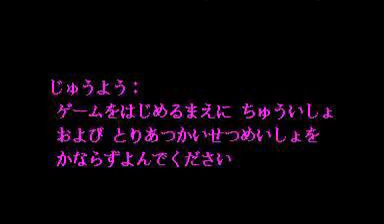 じゅうよう：
ゲームをはじめるまえに ちゅういしょ
および とりあつかいせつめいしょを
かならずよんでください